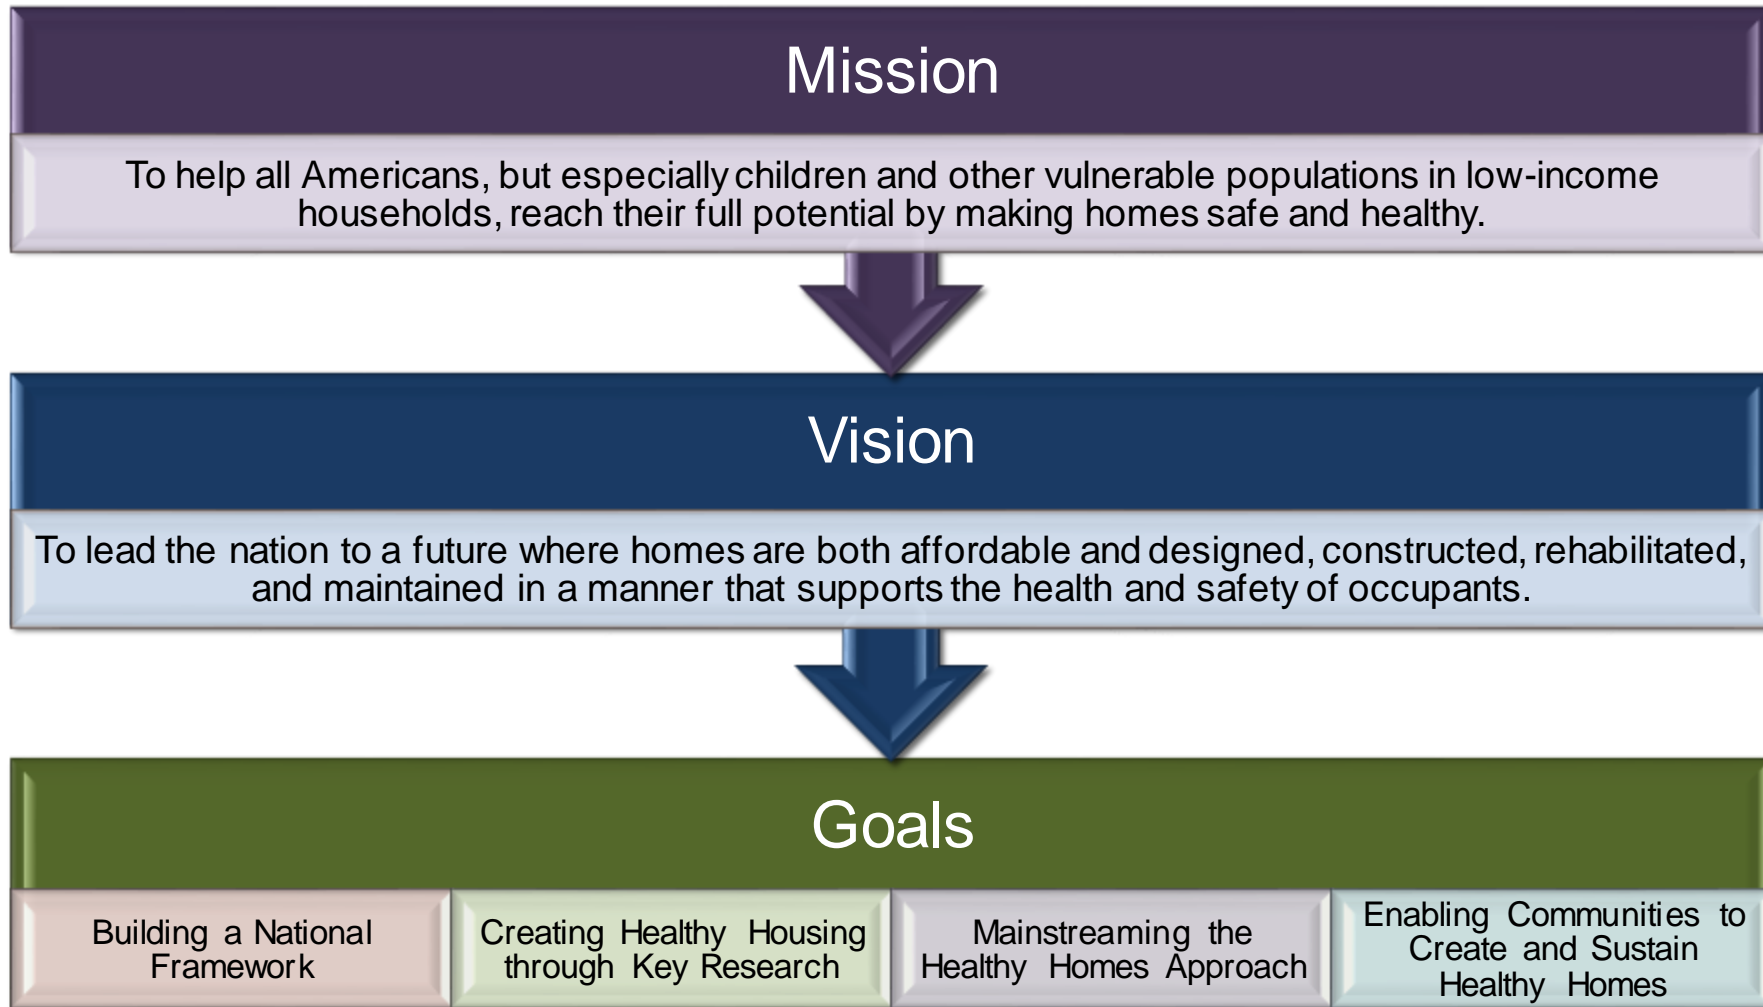 Mission
To help all Americans, but especially children and other vulnerable populations in low-income
households, reach their full potential by making homes safe and healthy.
Vision
To lead the nation to a future where homes are both affordable and designed, constructed, rehabilitated,
and maintained in a manner that supports the health and safety of occupants.
Goals
Building a National
Framework
Creating Healthy Housing
through Key Research
Mainstreaming the
Healthy Homes Approach
Enabling Communities to
Create and Sustain
Healthy Homes